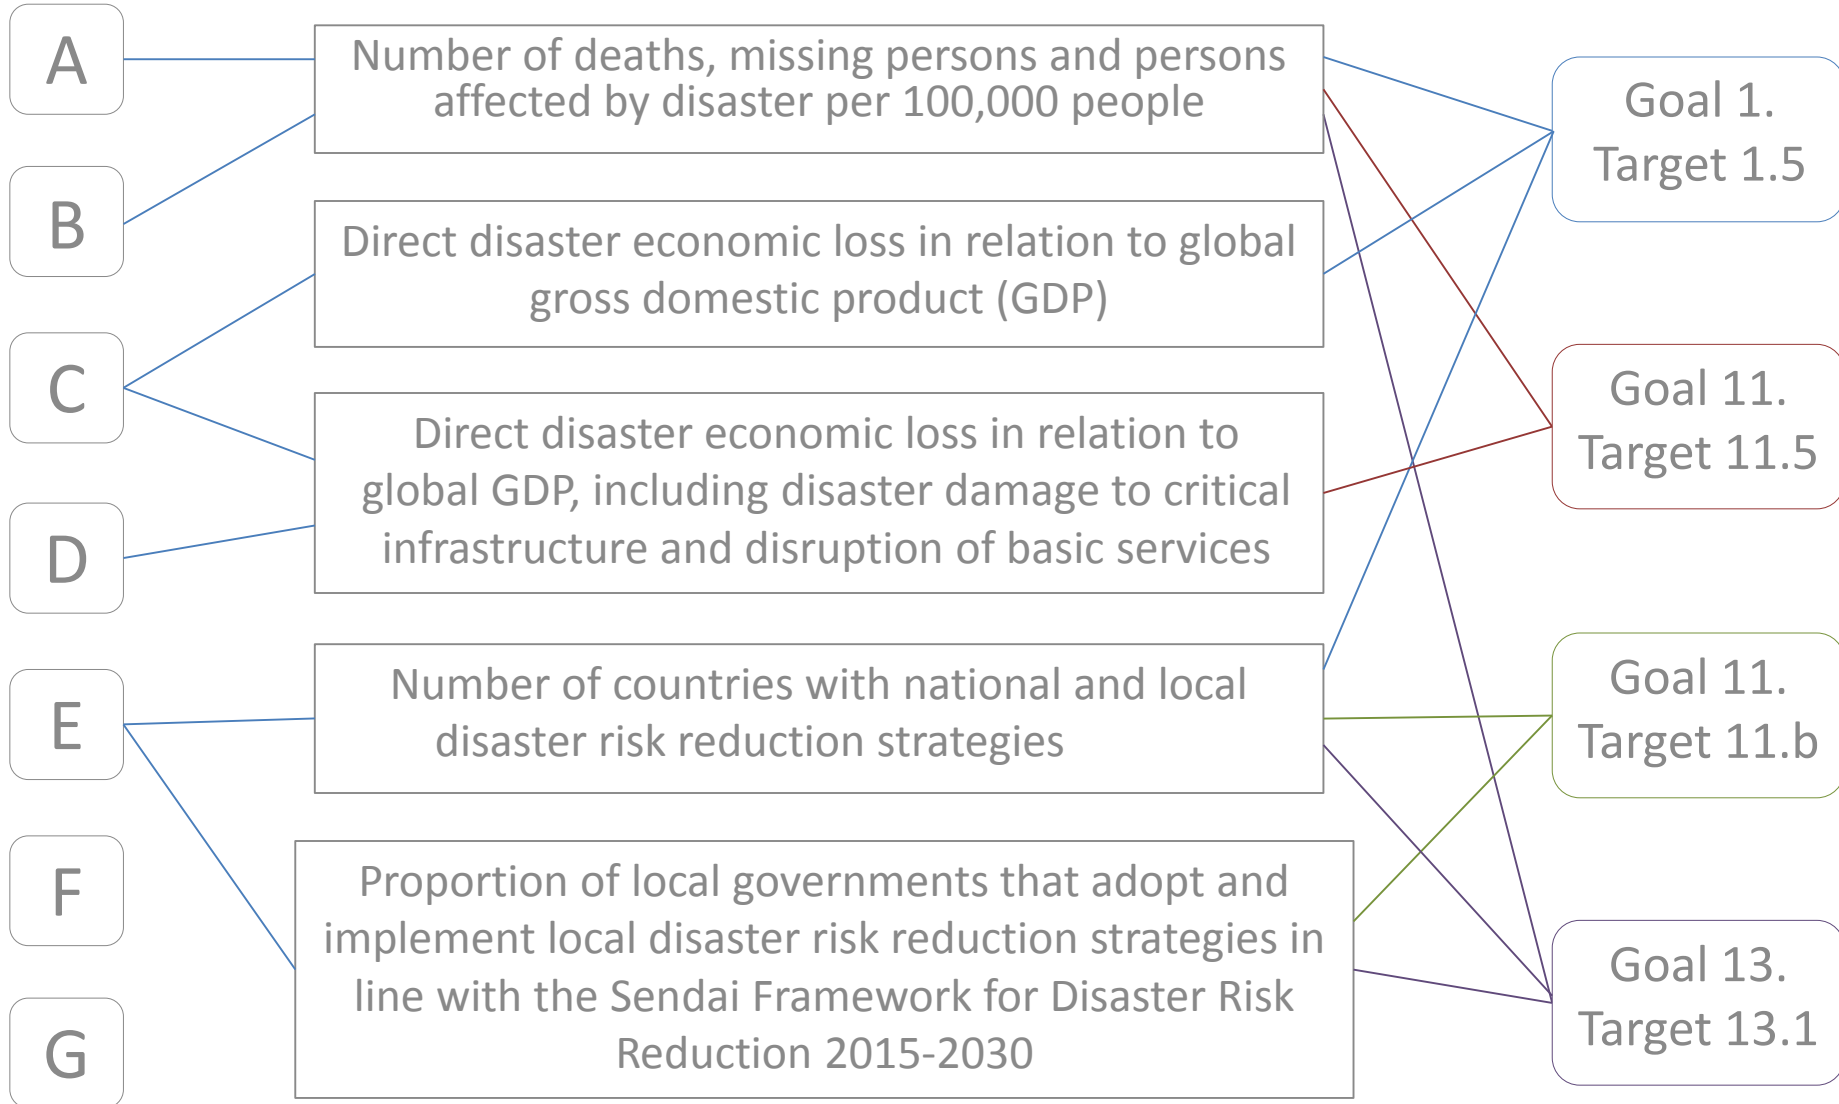 A
B
C
D
E
F
G
Number of deaths, missing persons and persons
affected by disaster per 100,000 people
Direct disaster economic loss in relation to global
gross domestic product (GDP)
Direct disaster economic loss in relation to
global GDP, including disaster damage to critical
infrastructure and disruption of basic services
Number of countries with national and local
disaster risk reduction strategies
Proportion of local governments that adopt and
implement local disaster risk reduction strategies in
line with the Sendai Framework for Disaster Risk
Reduction 2015-2030
Goal 1.
Target 1.5
Goal 11.
Target 11.5
Goal 11.
Target 11.b
Goal 13.
Target 13.1